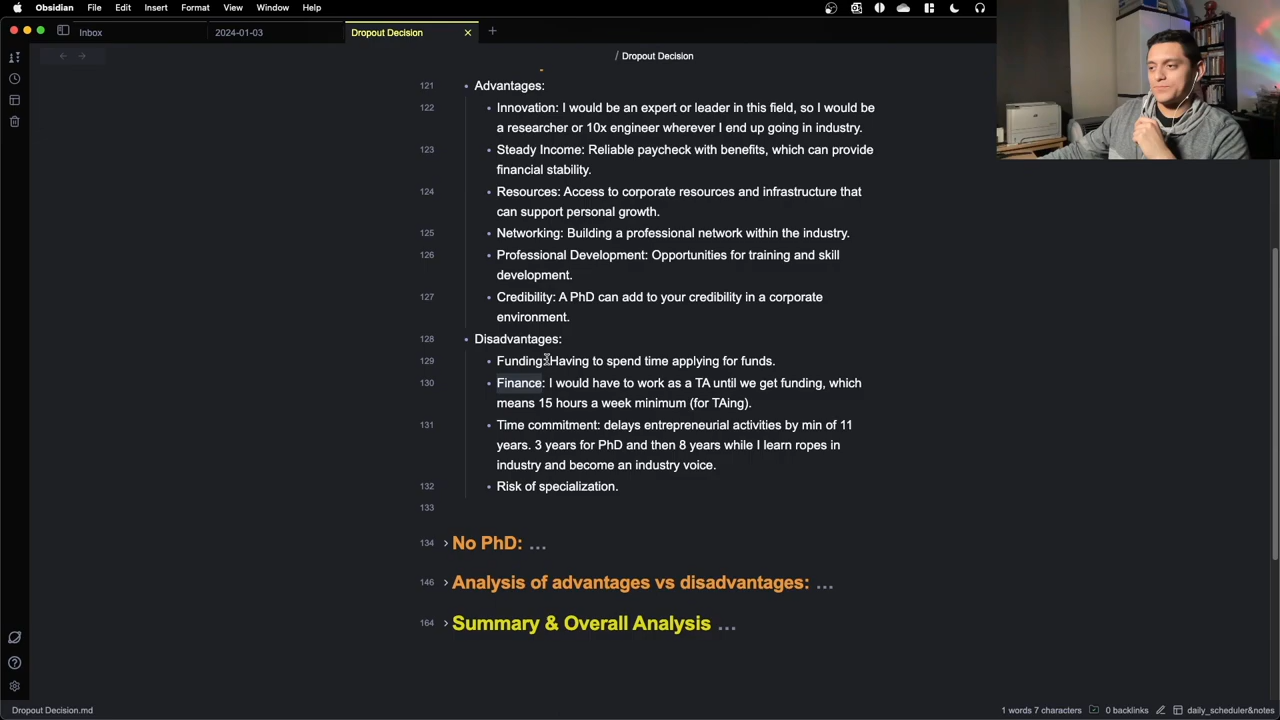 Obsidian File Edit Insert Format View Window Help
Inbox 2024-01-03 Dropout Decision
/ Dropout Decision
121 • Advantages:
122 • Innovation: I would be an expert or leader in this field, so I would be
a researcher or 10x engineer wherever I end up going in industry.
123 • Steady Income: Reliable paycheck with benefits, which can provide
financial stability.
124 • Resources: Access to corporate resources and infrastructure that
can support personal growth.
125 • Networking: Building a professional network within the industry.
126 • Professional Development: Opportunities for training and skill
development.
127 • Credibility: A PhD can add to your credibility in a corporate
environment.
128 • Disadvantages:
129 • Funding: Having to spend time applying for funds.
130 • Finance: I would have to work as a TA until we get funding, which
means 15 hours a week minimum (for TAing).
131 • Time commitment: delays entrepreneurial activities by min of 11
years. 3 years for PhD and then 8 years while I learn ropes in
industry and become an industry voice.
132 • Risk of specialization.
133
134 No PhD: ...
146 Analysis of advantages vs disadvantages: ...
164 Summary & Overall Analysis ...
Dropout Decision.md 1 words 7 characters 0 backlinks daily_scheduler&notes